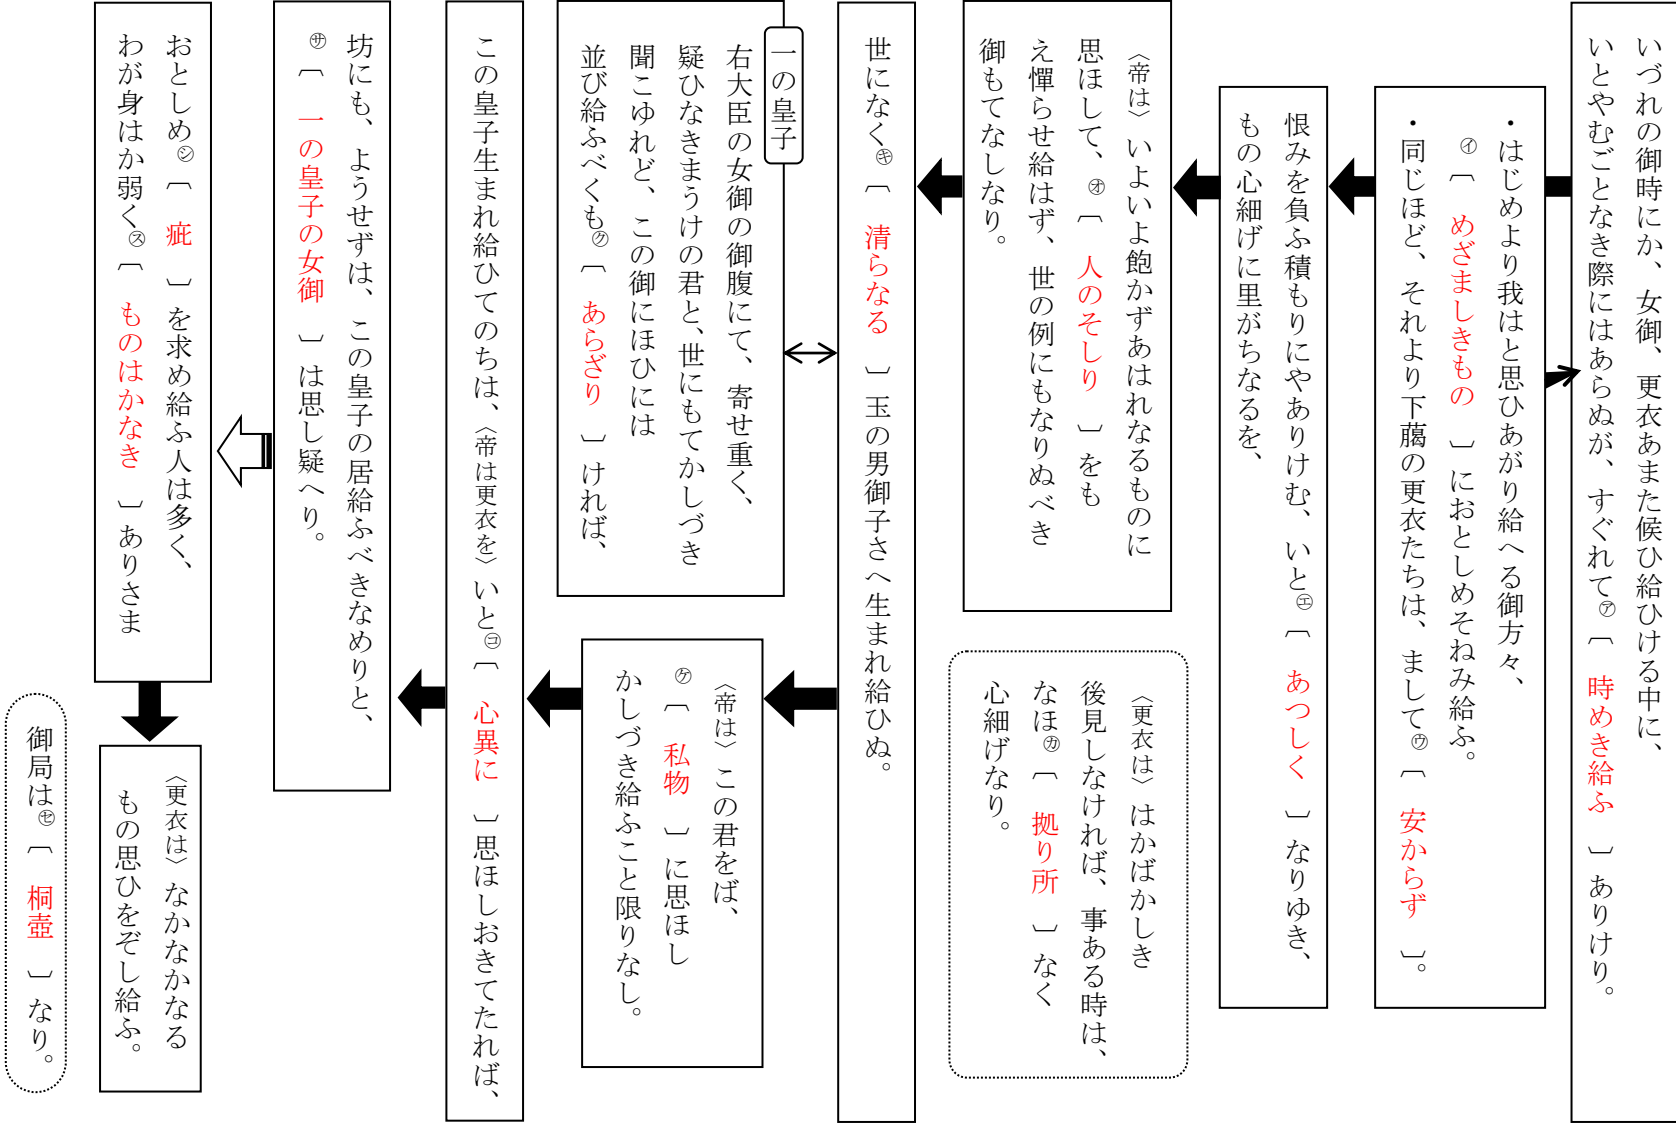 いづれの御時にか、女御、更衣あまた候ひ給ひける中に、
いとやむごとなき際にはあらぬが、すぐれて㋐〔 時めき給ふ 〕ありけり。
・はじめより我はと思ひあがり給へる御方々、
㋑〔 めざましきもの 〕におとしめそねみ給ふ。
・同じほど、それより下﨟の更衣たちは、まして㋒〔 安からず 〕。
恨みを負ふ積もりにやありけむ、いと㋓〔 あつしく 〕なりゆき、
もの心細げに里がちなるを、
〈帝は〉いよいよ飽かずあはれなるものに
思ほして、㋔〔 人のそしり 〕をも
え憚らせ給はず、世の例にもなりぬべき
御もてなしなり。
〈更衣は〉はかばかしき
後見しなければ、事ある時は、
なほ㋕〔 拠り所 〕なく
心細げなり。
世になく㋖〔 清らなる 〕玉の男御子さへ生まれ給ひぬ。
一の皇子
右大臣の女御の御腹にて、寄せ重く、
疑ひなきまうけの君と、世にもてかしづき
聞こゆれど、この御にほひには
並び給ふべくも㋗〔 あらざり 〕ければ、
〈帝は〉この君をば、
㋘〔 私物 〕に思ほし
かしづき給ふこと限りなし。
この皇子生まれ給ひてのちは、〈帝は更衣を〉いと㋙〔 心異に 〕思ほしおきてたれば、
坊にも、ようせずは、この皇子の居給ふべきなめりと、
㋚〔 一の皇子の女御 〕は思し疑へり。
おとしめ㋛〔 疵 〕を求め給ふ人は多く、
わが身はか弱く㋜〔 ものはかなき 〕ありさま
〈更衣は〉なかなかなる
もの思ひをぞし給ふ。
御局は㋝〔 桐壺 〕なり。